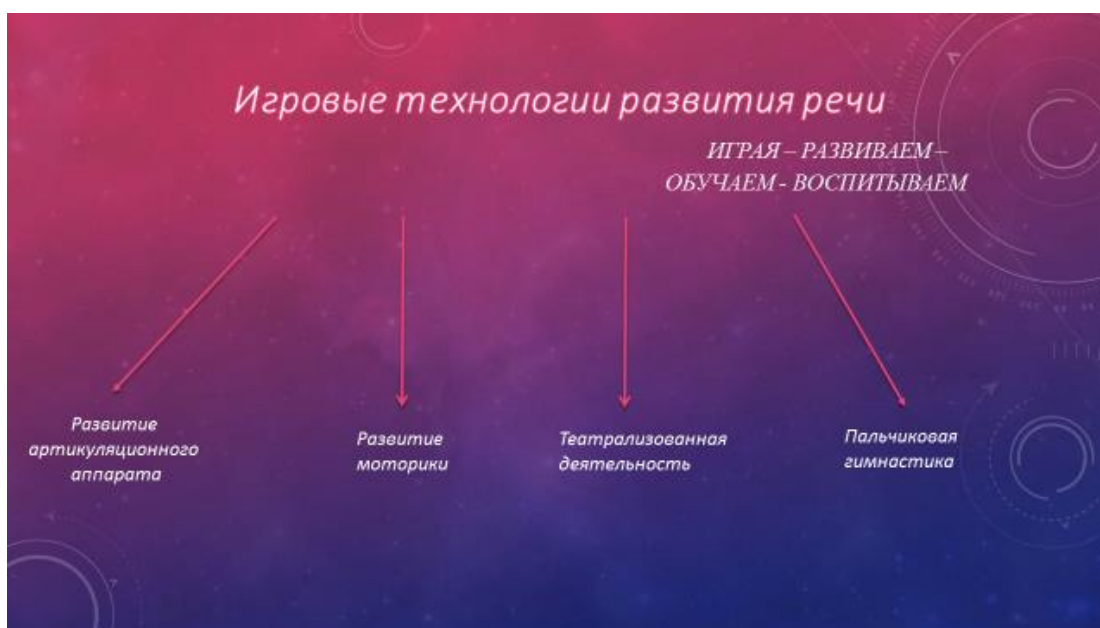 Игровые технологии развития речи
ИГРАЯ – РАЗВИВАЕМ –
ОБУЧАЕМ - ВОСПИТЫВАЕМ
Развитие
артикуляционного
аппарата
Развитие
моторики
Театрализованная
деятельность
Пальчиковая
гимнастика